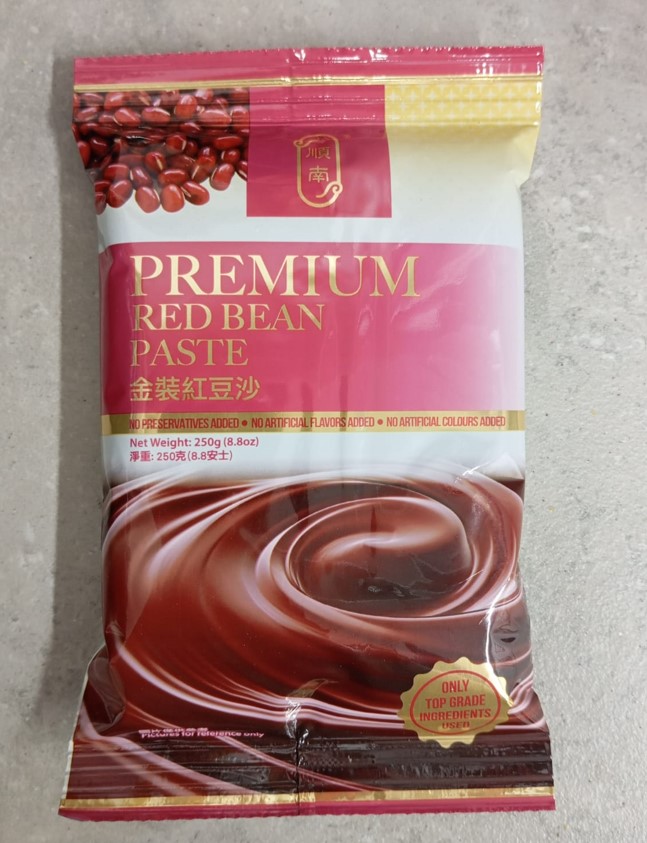 順
南
PREMIUM
RED BEAN
PASTE
金裝紅豆沙
NO PRESERVATIVES ADDED • NO ARTIFICIAL FLAVORS ADDED • NO ARTIFICIAL COLOURS ADDED
Net Weight: 250g (8.8oz)
淨重: 250克 (8.8安士)
ONLY
TOP GRADE
INGREDIENTS
USED
Pictures for reference only